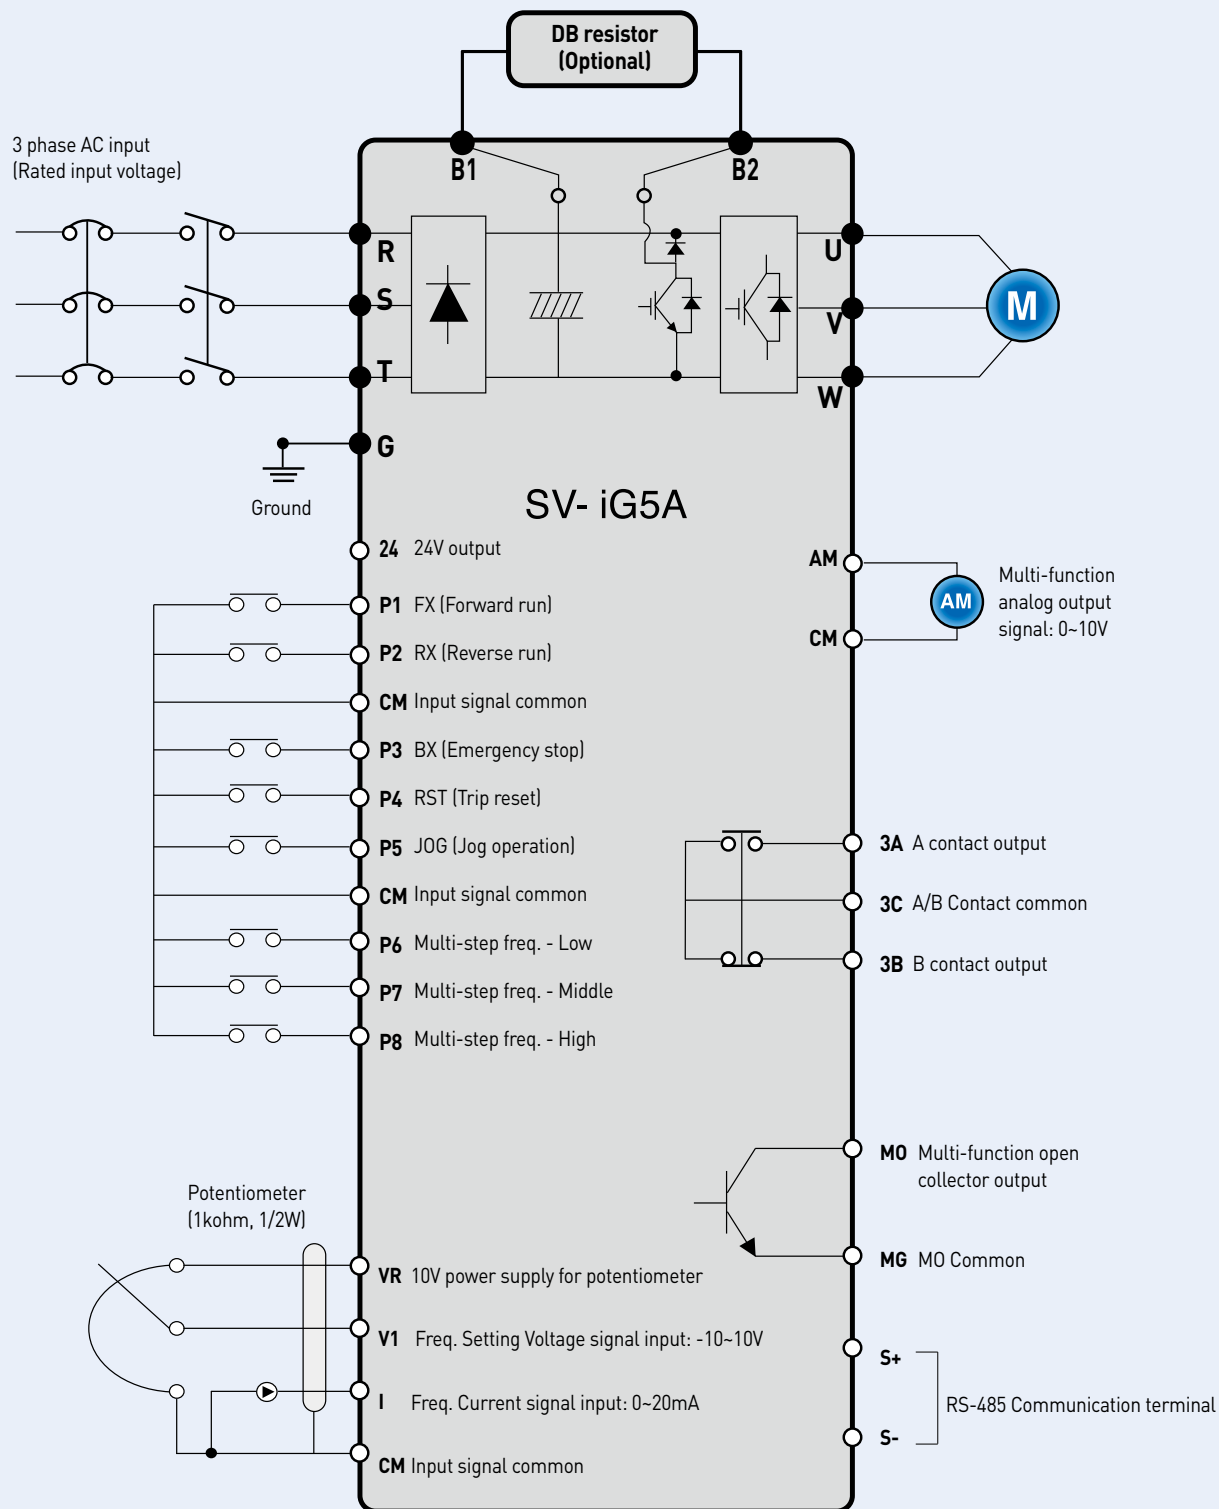 DB resistor
(Optional)
3 phase AC input
(Rated input voltage)
B1
B2
R
U
S
V
M
T
W
G
Ground
SV- iG5A
24 24V output
AM
Multi-function
analog output
signal: 0~10V
AM
CM
P1 FX (Forward run)
P2 RX (Reverse run)
CM Input signal common
P3 BX (Emergency stop)
P4 RST (Trip reset)
P5 JOG (Jog operation)
CM Input signal common
P6 Multi-step freq. - Low
P7 Multi-step freq. - Middle
P8 Multi-step freq. - High
3A A contact output
3C A/B Contact common
3B B contact output
MO Multi-function open
collector output
MG MO Common
Potentiometer
(1kohm, 1/2W)
VR 10V power supply for potentiometer
V1 Freq. Setting Voltage signal input: -10~10V
I Freq. Current signal input: 0~20mA
CM Input signal common
S+
RS-485 Communication terminal
S-